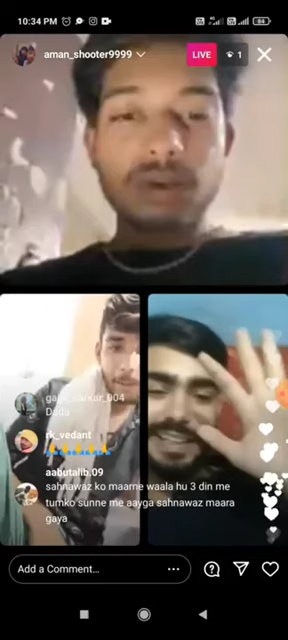 10:34 PM
84
aman_shooter9999
LIVE
1
Dada
rk_vedant
aabutalib.09
sahnawaz ko maarne waala hu 3 din me
tumko sunne me aayga sahnawaz maara
gaya
Add a Comment...